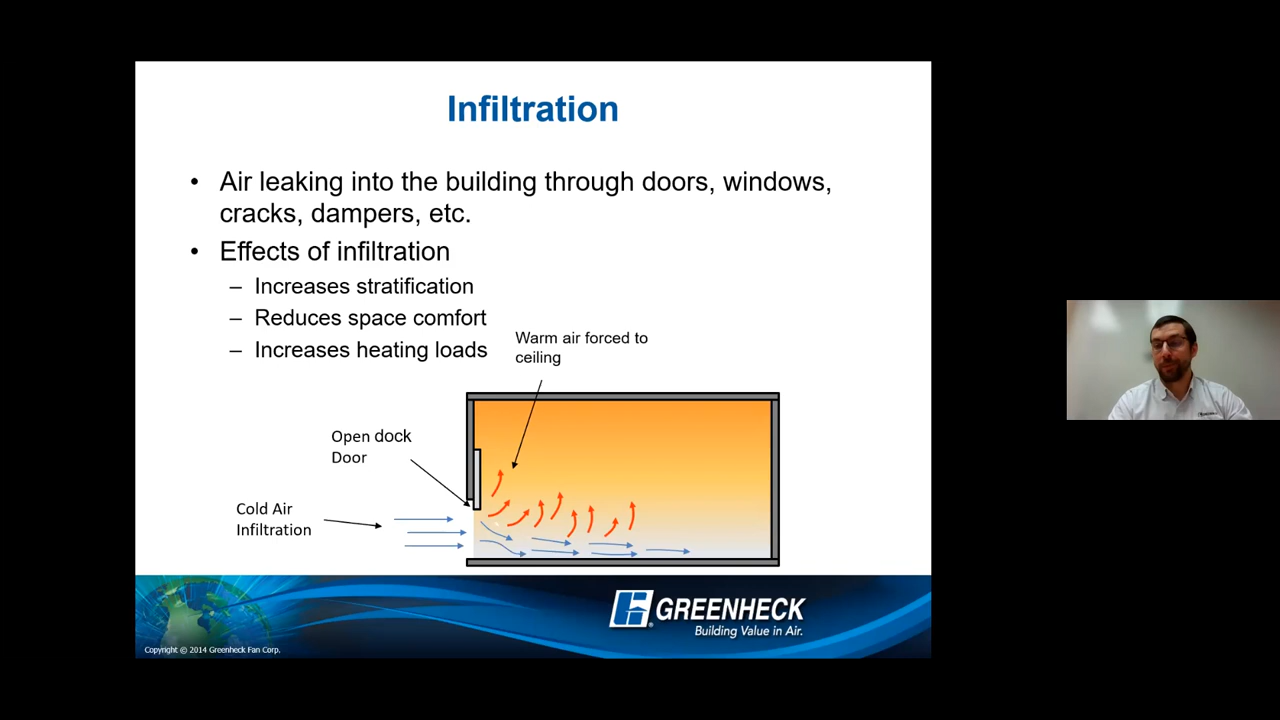 Infiltration
• Air leaking into the building through doors, windows,
cracks, dampers, etc.
• Effects of infiltration
– Increases stratification
– Reduces space comfort
– Increases heating loads
Warm air forced to
ceiling
Open dock
Door
Cold Air
Infiltration
GREENHECK
Building Value in Air.
Copyright © 2014 Greenheck Fan Corp.